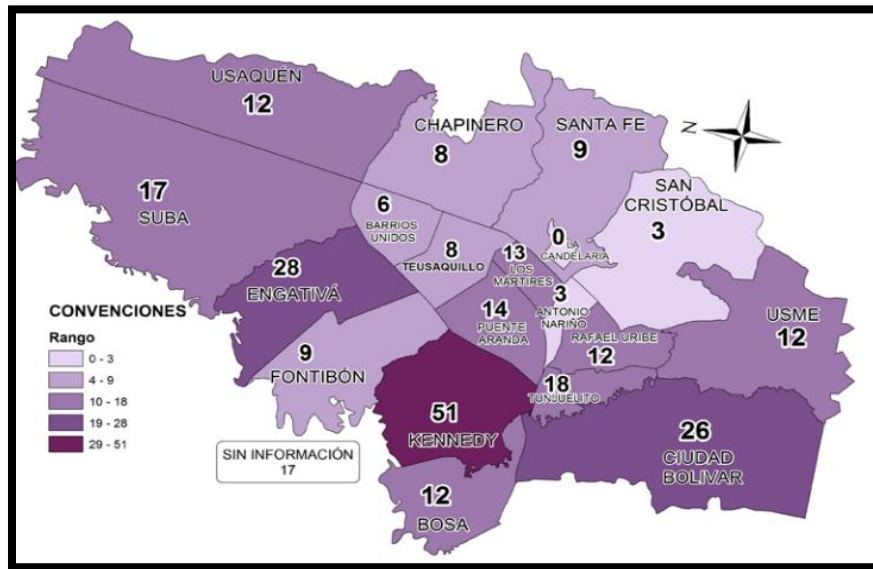 USAQUÉN
12
CHAPINERO
8
SANTA FE
9
N
17
SUBA
SAN
CRISTÓBAL
3
6
BARRIOS
UNIDOS
8
TEUSAQUILLO
13
LOS
MÁRTIRES
0
LA
CANDELARIA
28
ENGATIVÁ
14
PUENTE
ARANDA
3
ANTONIO
NARIÑO
RAFAEL URIBE
12
USME
12
CONVENCIONES
Rango
0 - 3
4 - 9
10 - 18
19 - 28
29 - 51
9
FONTIBÓN
18
TUNJUELITO
51
KENNEDY
26
CIUDAD
BOLIVAR
SIN INFORMACIÓN
17
12
BOSA